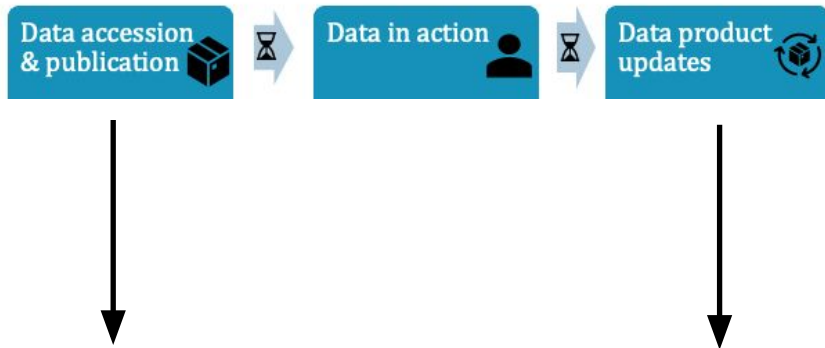 Data accession
& publication
Data in action
Data product
updates